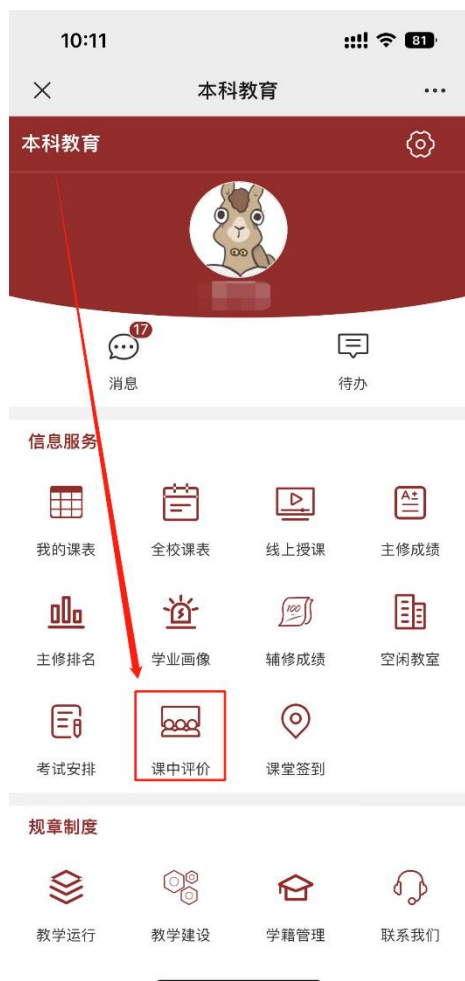 10:11
81
本科教育
本科教育
17
消息
待办
信息服务
我的课表
全校课表
线上授课
A±
主修成绩
主修排名
学业画像
100
辅修成绩
空闲教室
考试安排
课中评价
课堂签到
规章制度
教学运行
教学建设
学籍管理
联系我们